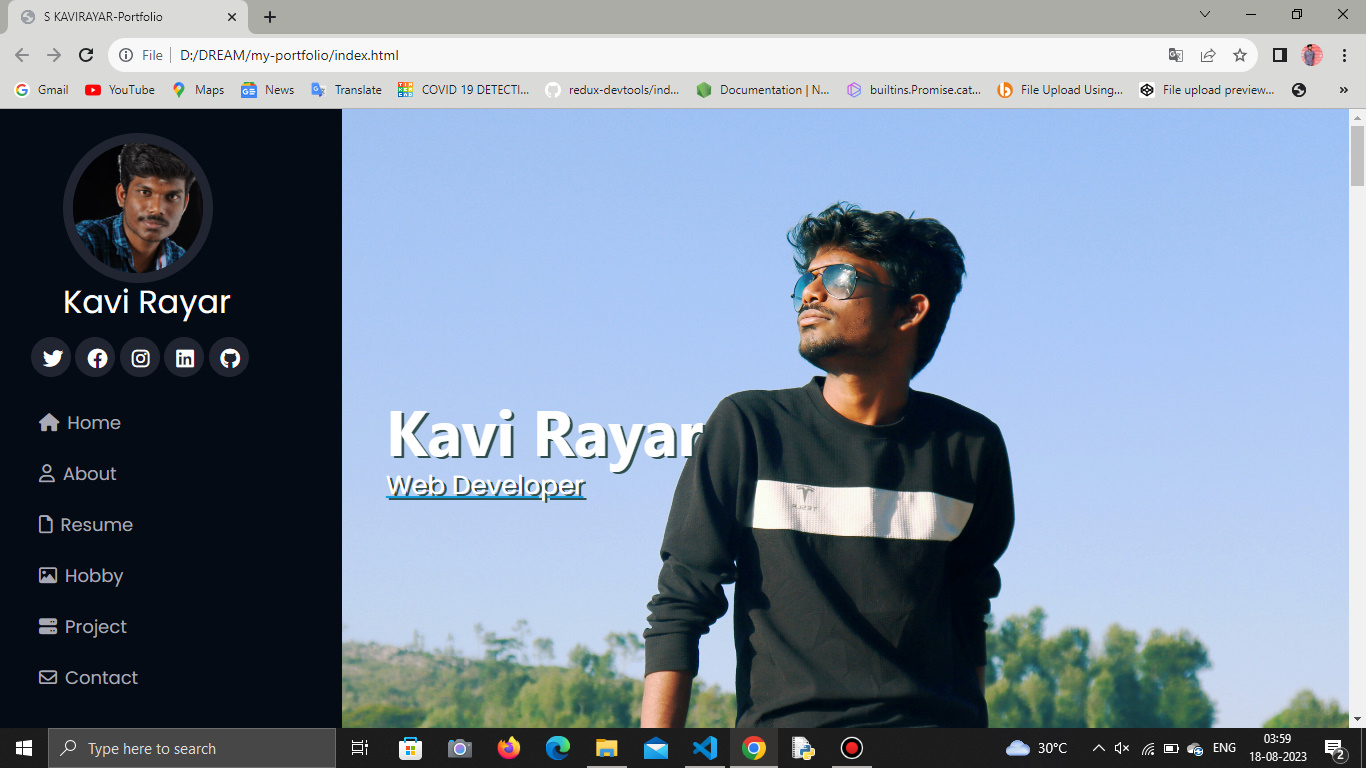 S KAVIRAYAR-Portfolio
File
D:/DREAM/my-portfolio/index.html
Gmail
YouTube
Maps
News
Translate
COVID 19 DETECTI...
redux-devtools/ind...
Documentation | N...
builtins.Promise.cat...
File Upload Using...
File upload preview...
»
Kavi Rayar
Home
About
Resume
Hobby
Project
Contact
Kavi Rayar
Web Developer
Type here to search
30°C
ENG
03:59
18-08-2023
2